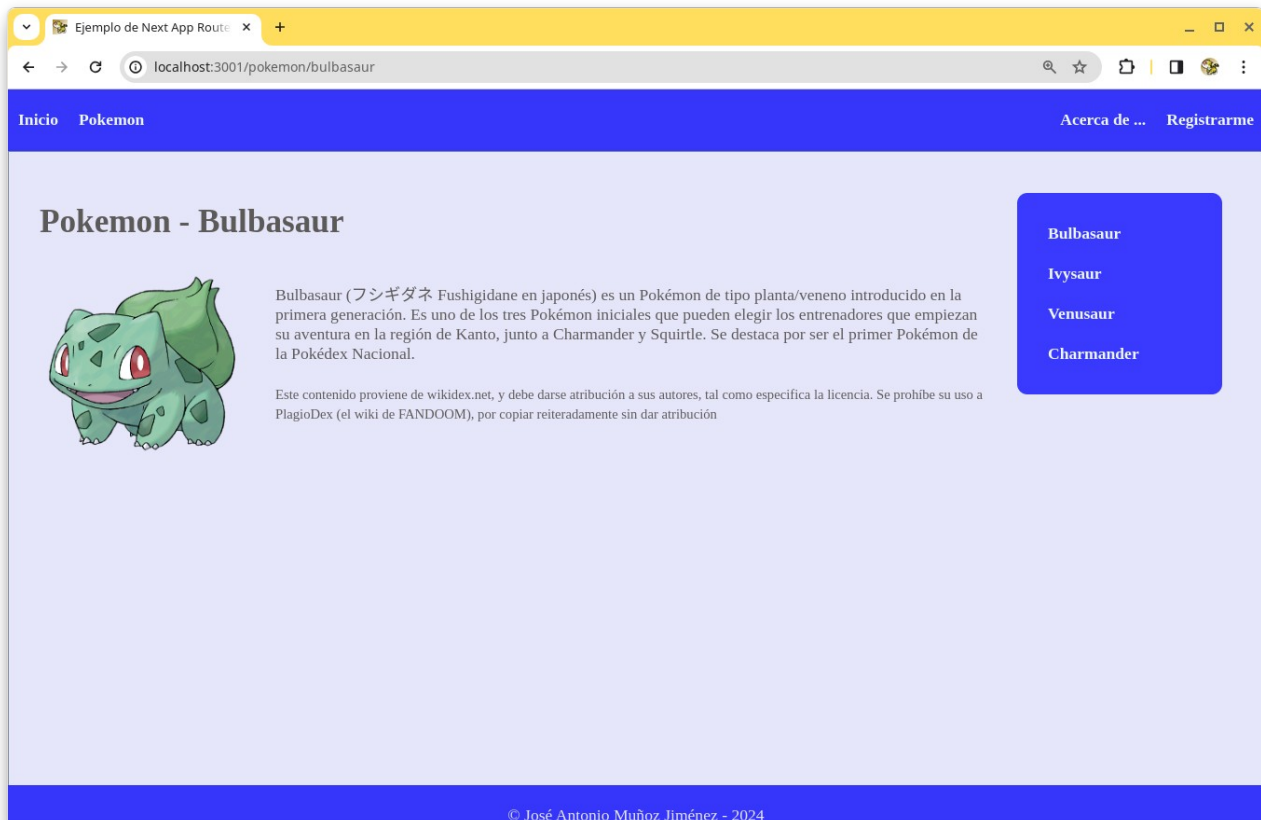 Ejemplo de Next App Route
localhost:3001/pokemon/bulbasaur
Inicio Pokemon Acerca de ... Registrarme
Pokemon - Bulbasaur
Bulbasaur (フシギダネ Fushigidane en japonés) es un Pokémon de tipo planta/veneno introducido en la
primera generación. Es uno de los tres Pokémon iniciales que pueden elegir los entrenadores que empiezan
su aventura en la región de Kanto, junto a Charmander y Squirtle. Se destaca por ser el primer Pokémon de
la Pokédex Nacional.
Este contenido proviene de wikidex.net, y debe darse atribución a sus autores, tal como especifica la licencia. Se prohíbe su uso a
PlagioDex (el wiki de FANDOOM), por copiar reiteradamente sin dar atribución
Bulbasaur
Ivysaur
Venusaur
Charmander
© José Antonio Muñoz Jiménez - 2024